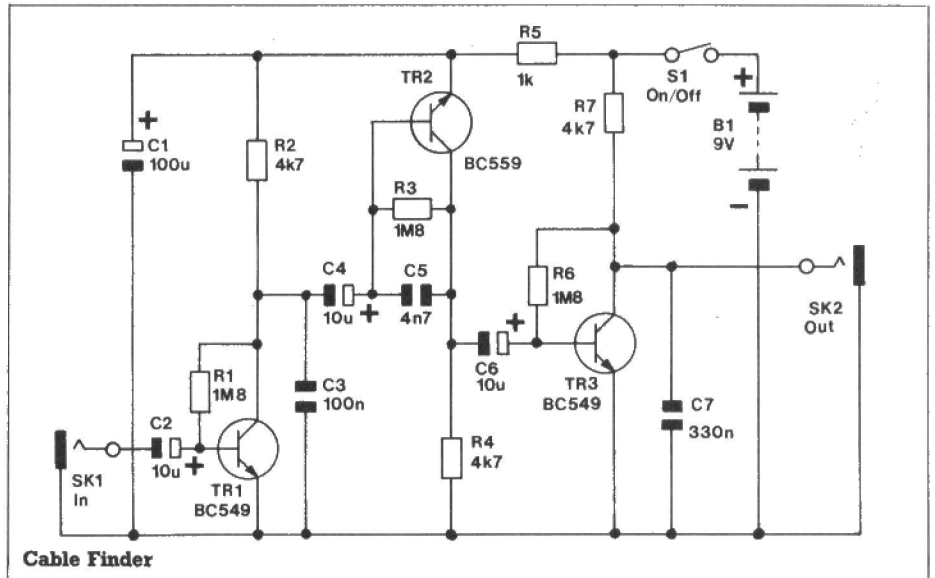 R5
1k
S1
On/Off
+
B1
9V
−
TR2
BC559
R7
4k7
+
C1
100u
R2
4k7
R3
1M8
C4
10u
+
C5
4n7
R6
1M8
SK2
Out
C6
10u
+
TR3
BC549
C7
330n
R1
1M8
C3
100n
C2
10u
+
SK1
In
TR1
BC549
R4
4k7
Cable Finder